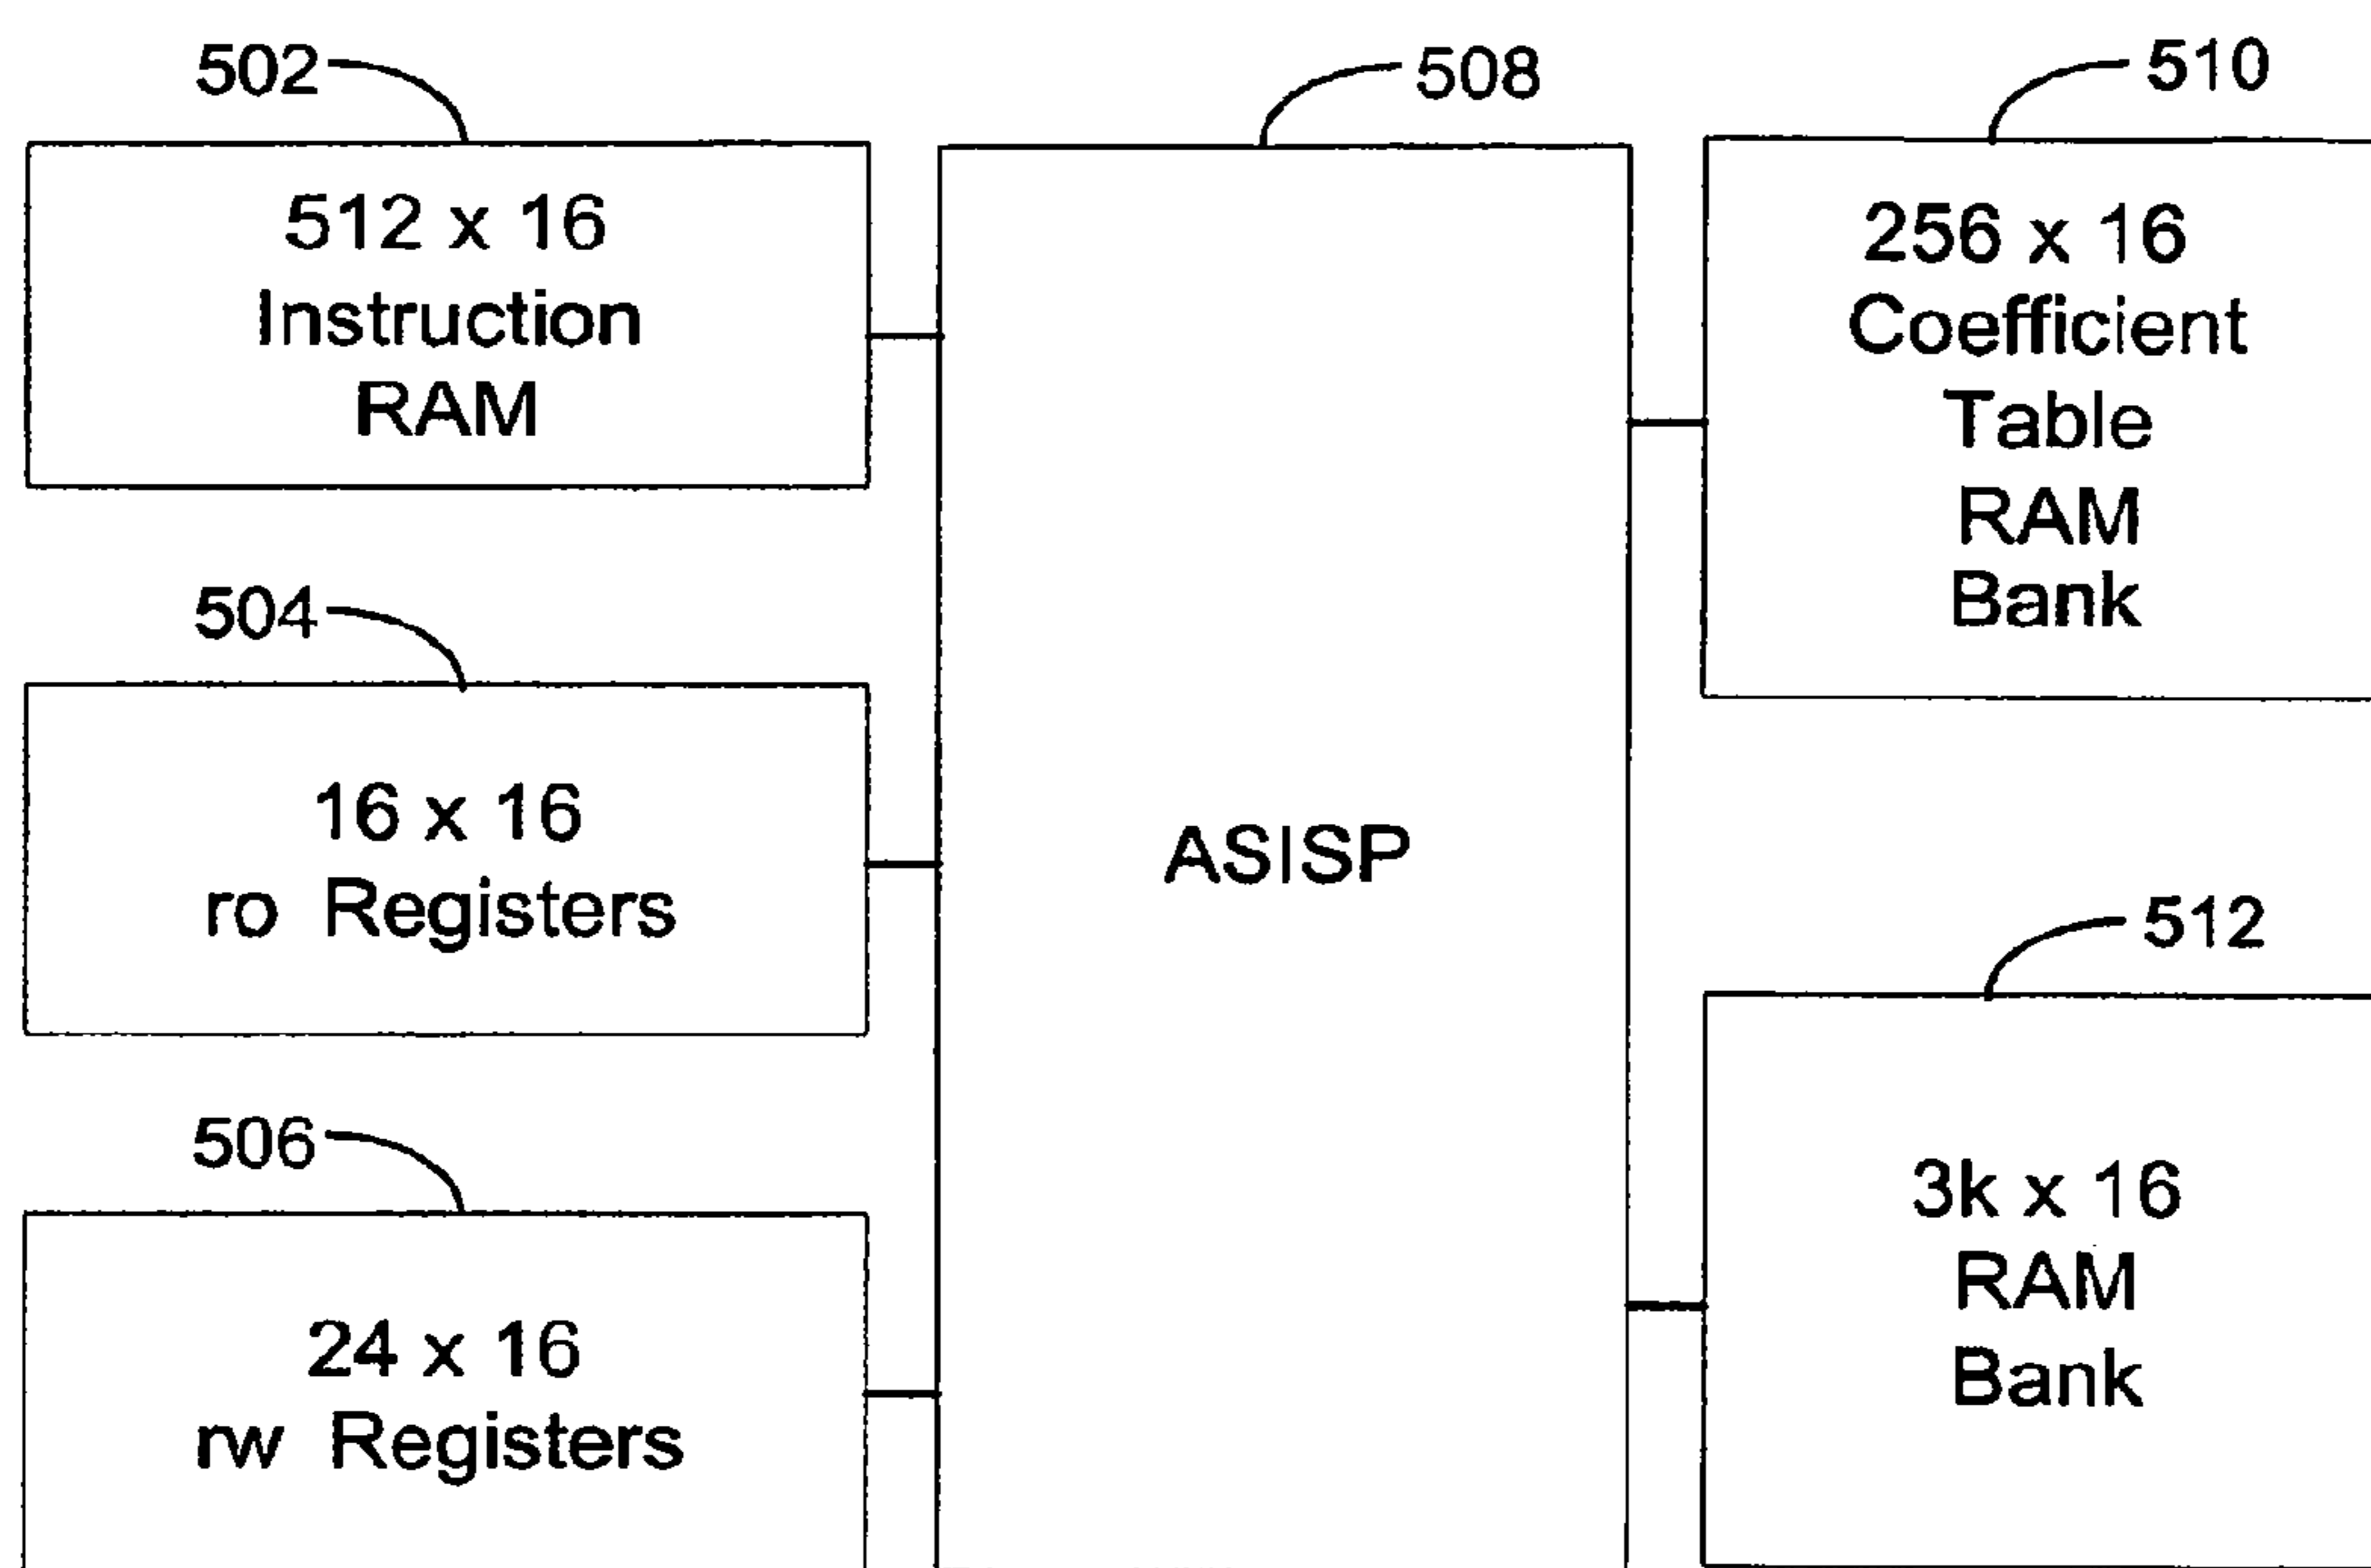 502
512 x 16
Instruction
RAM
504
16 x 16
ro Registers
506
24 x 16
rw Registers
508
ASISP
510
256 x 16
Coefficient
Table
RAM
Bank
512
3k x 16
RAM
Bank